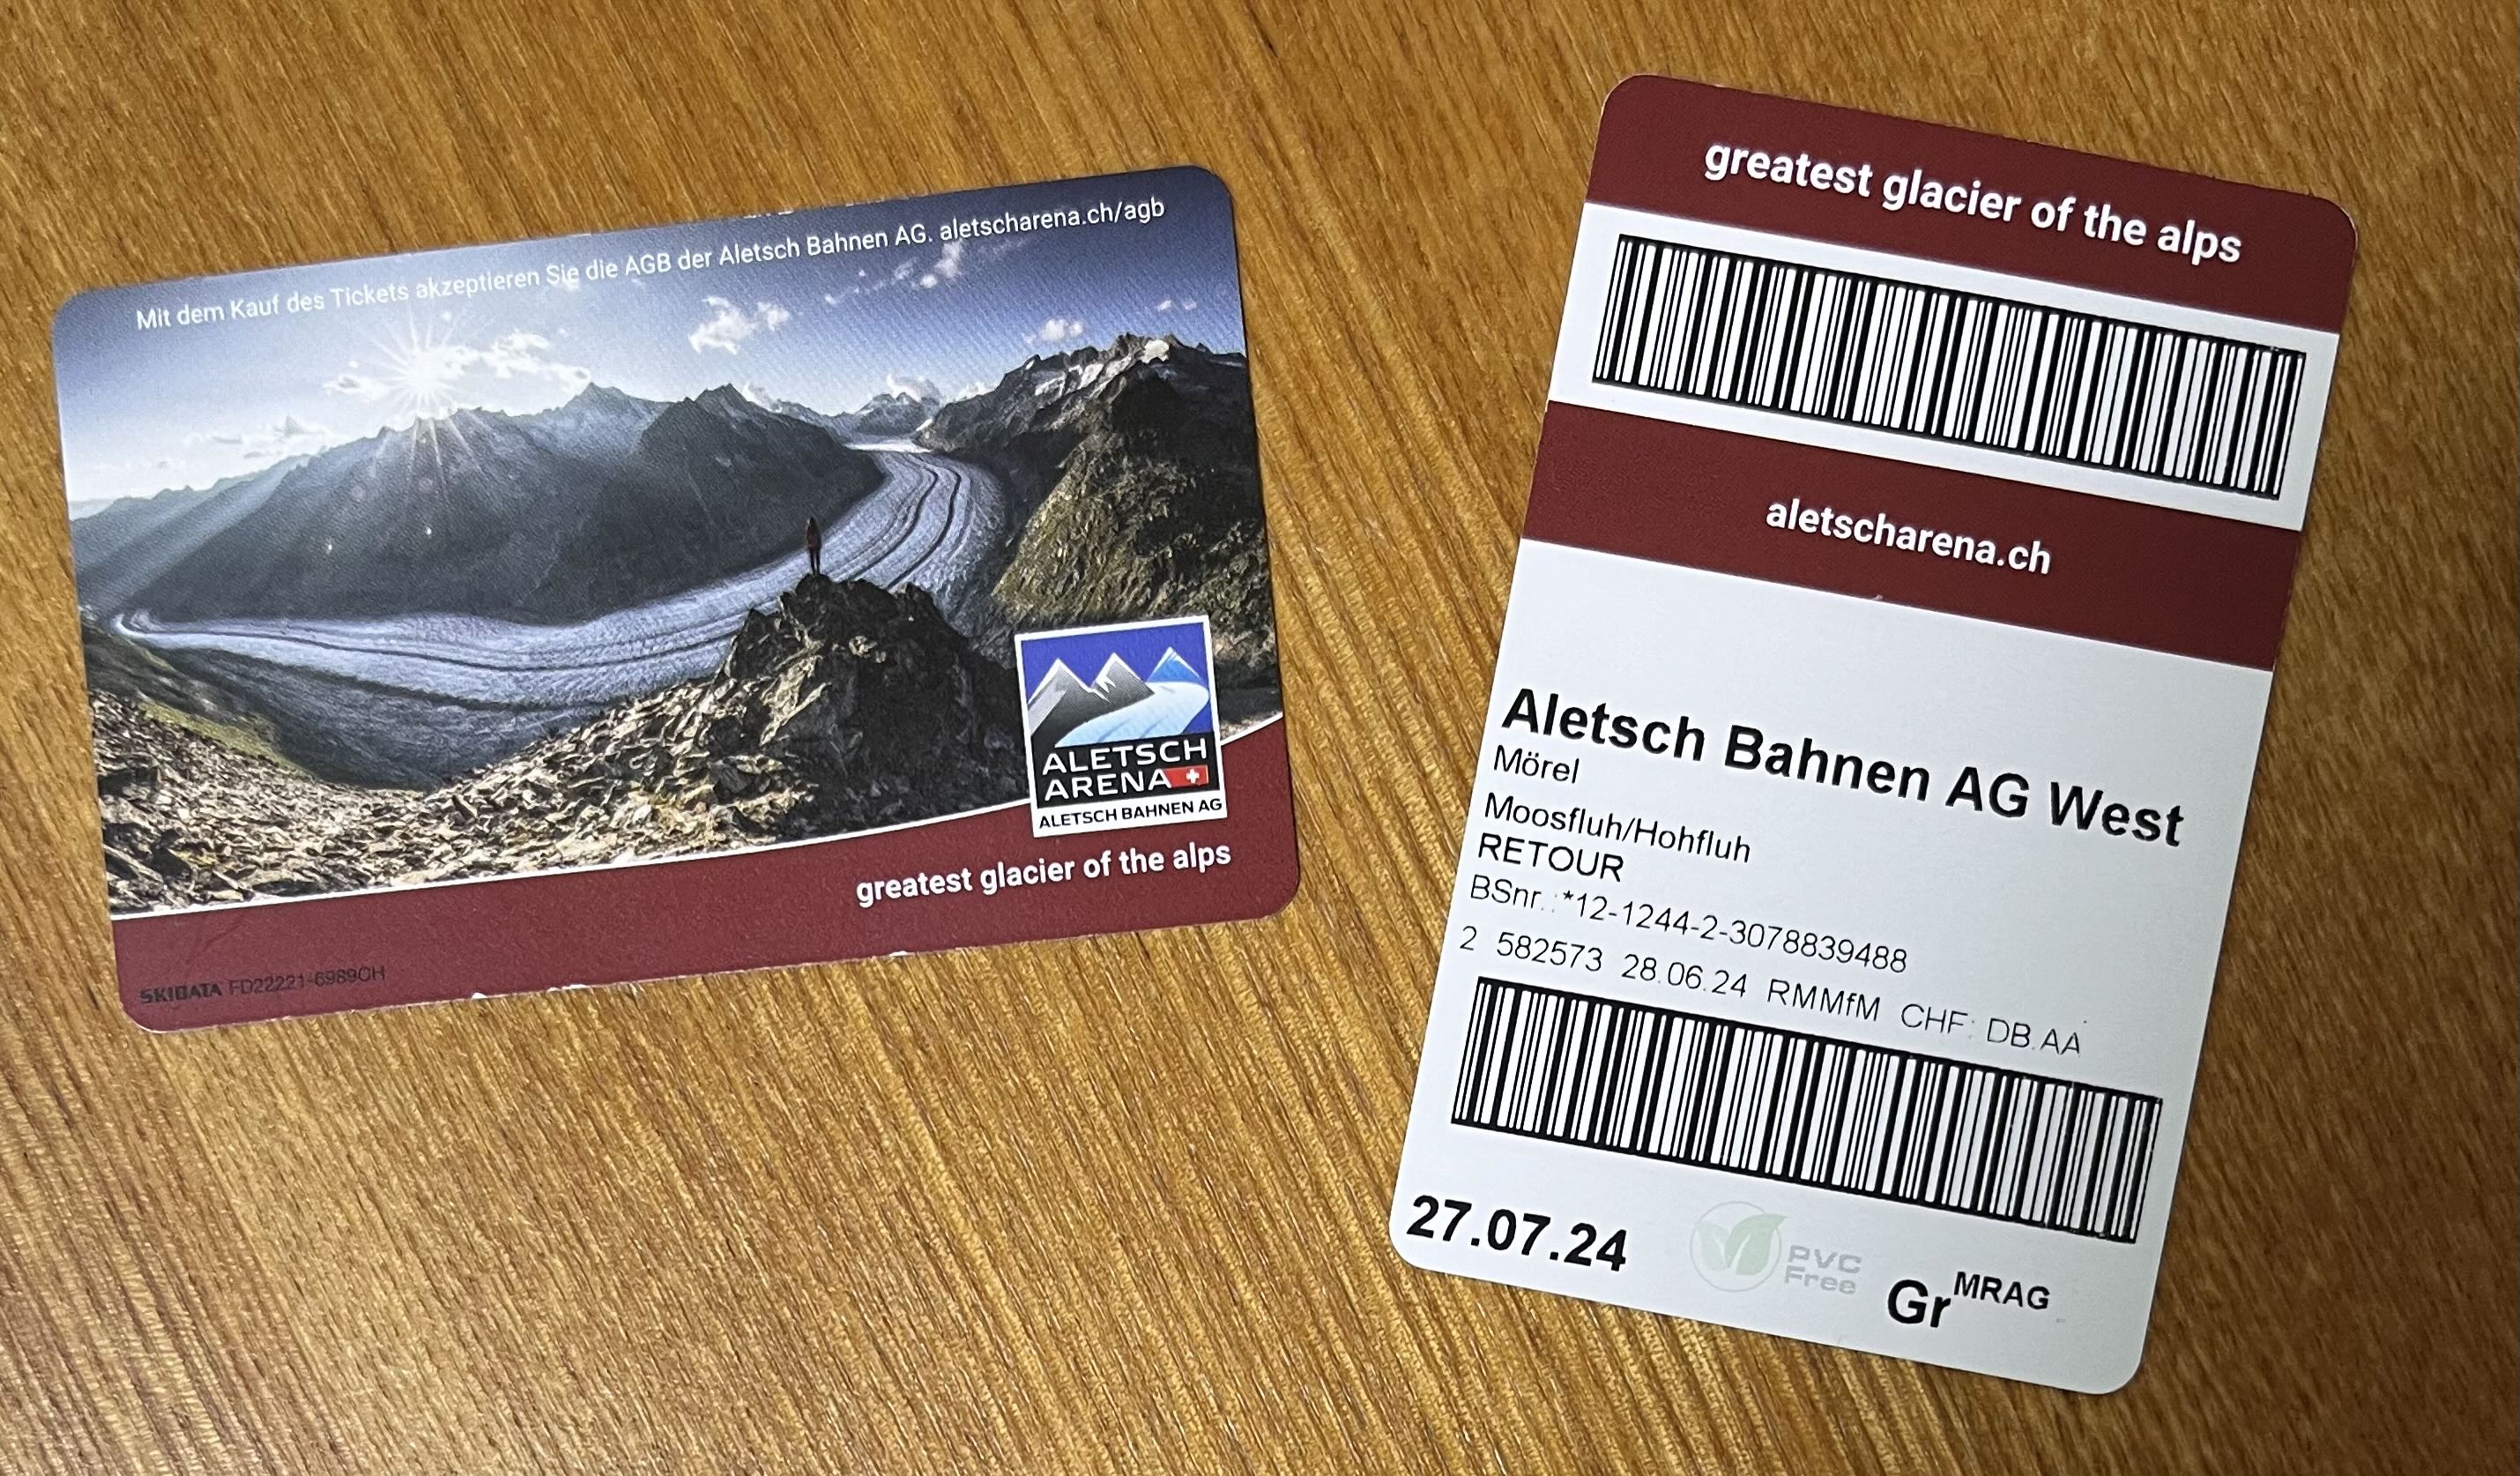 Mit dem Kauf des Tickets akzeptieren Sie die AGB der Aletsch Bahnen AG. aletscharena.ch/agb
ALETSCH
ARENA
ALETSCH BAHNEN AG
greatest glacier of the alps
SKIDATA FD22221-6989CH
greatest glacier of the alps
aletscharena.ch
Aletsch Bahnen AG West
Mörel
Moosfluh/Hohfluh
RETOUR
BSnr.:*12-1244-2-3078839488
2 582573 28.06.24 RMMfM CHF: DB.AA
27.07.24
PVC
Free
Gr MRAG